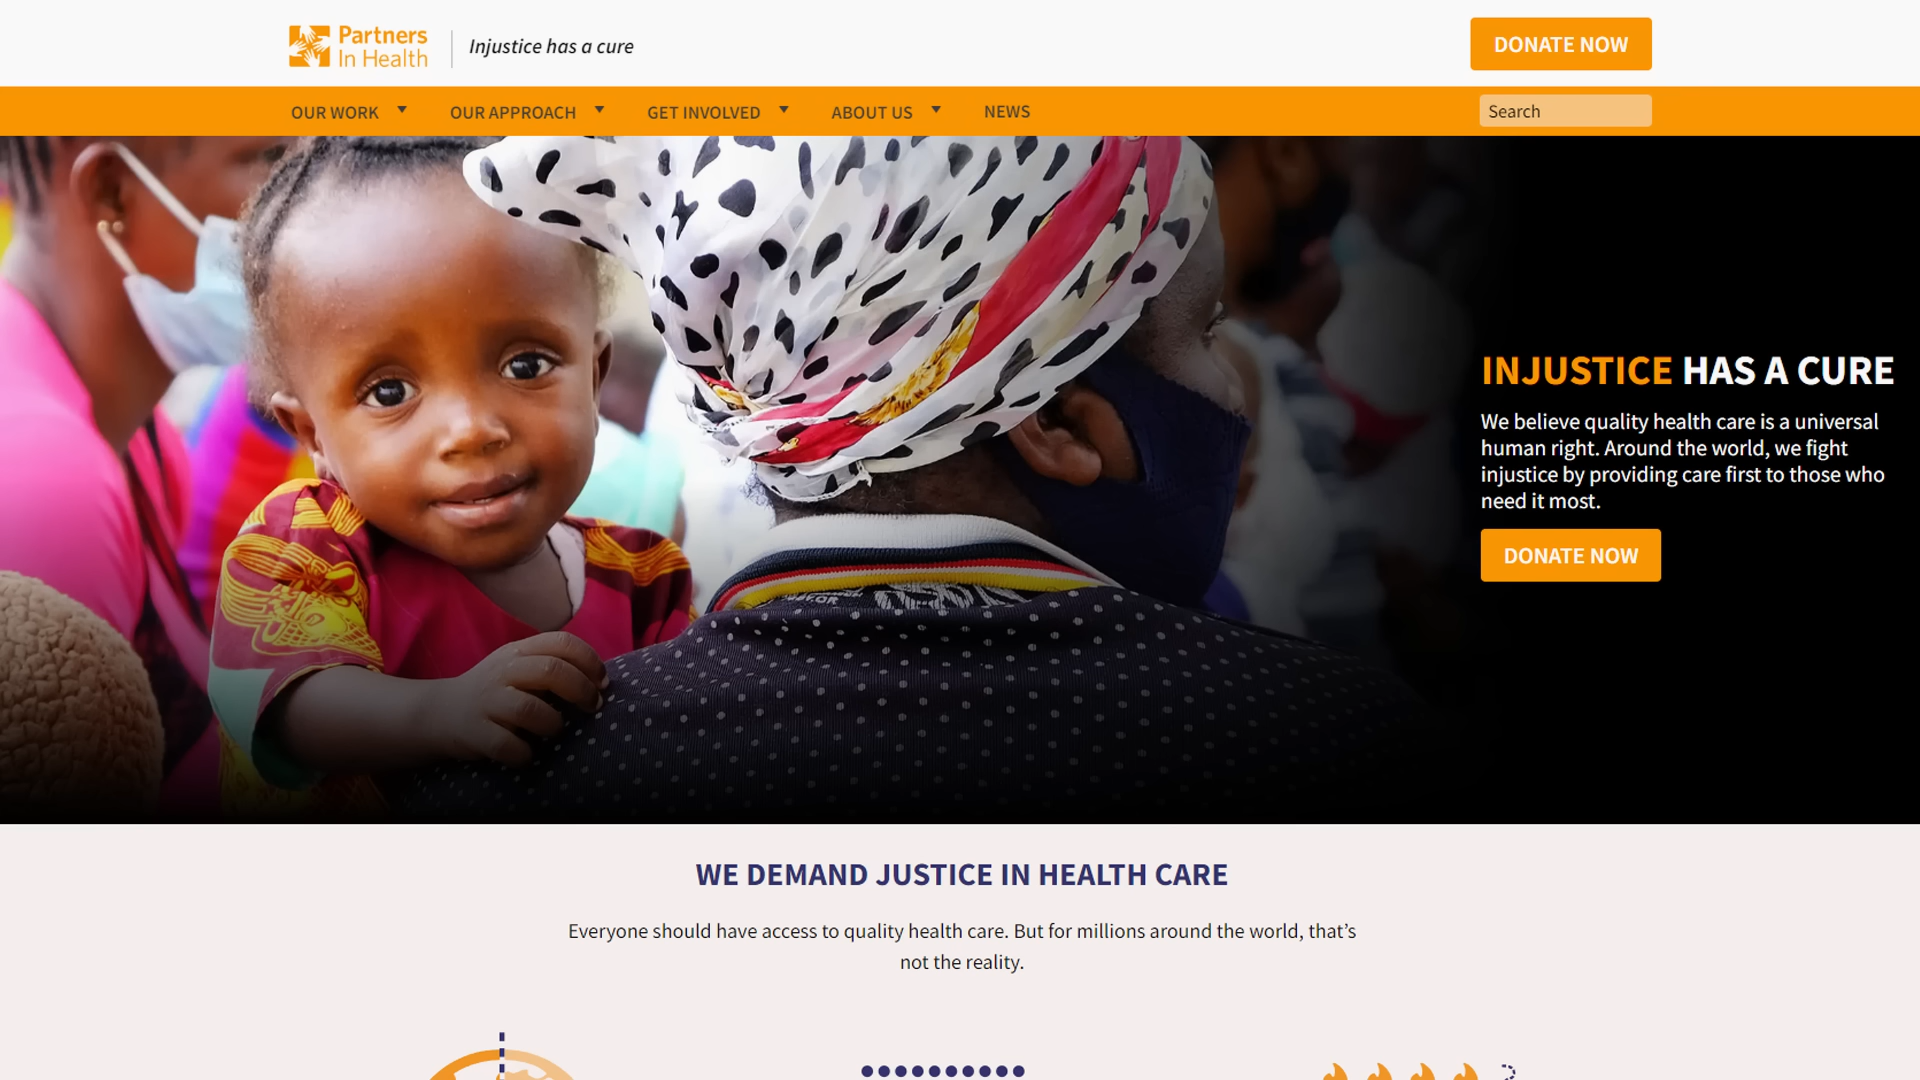 Partners
In Health
Injustice has a cure
DONATE NOW
OUR WORK
OUR APPROACH
GET INVOLVED
ABOUT US
NEWS
Search
INJUSTICE HAS A CURE
We believe quality health care is a universal
human right. Around the world, we fight
injustice by providing care first to those who
need it most.
DONATE NOW
WE DEMAND JUSTICE IN HEALTH CARE
Everyone should have access to quality health care. But for millions around the world, that’s
not the reality.